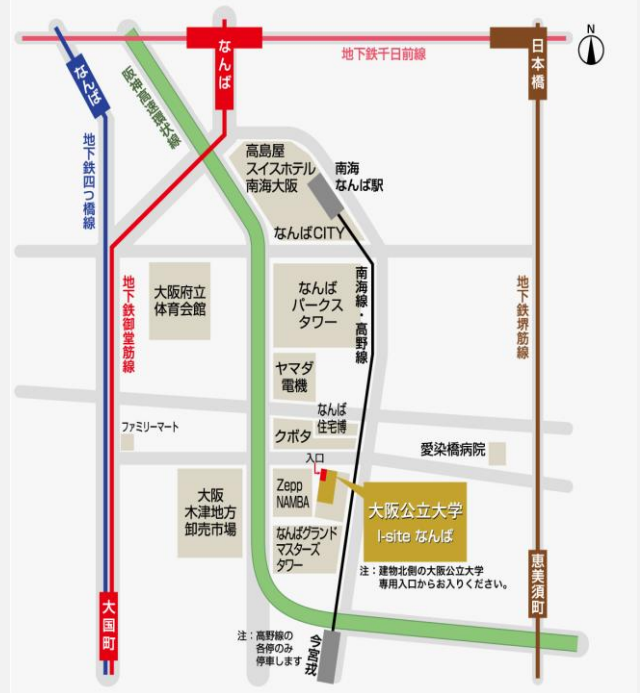 N
なんば
なんば
日本橋
地下鉄千日前線
阪神高速環状線
地下鉄四つ橋線
高島屋
スイスホテル
南海大阪
南海
なんば駅
なんばCITY
地下鉄御堂筋線
大阪府立
体育会館
なんば
パークス
タワー
南海線・高野線
地下鉄堺筋線
ヤマダ
電機
なんば
住宅博
クボタ
ファミリーマート
愛染橋病院
入口
大阪
木津地方
卸売市場
Zepp
NAMBA
大阪公立大学
I-site なんば
なんばグランド
マスターズ
タワー
注：建物北側の大阪公立大学
専用入口からお入りください。
大国町
恵美須町
注：高野線の
各停のみ
停車します
今宮戎